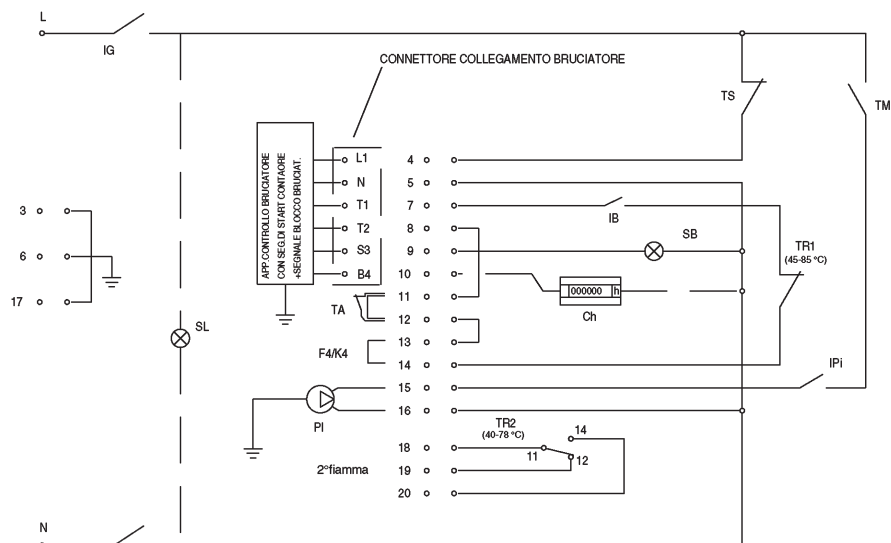 L
IG
CONNETTORE COLLEGAMENTO BRUCIATORE
TS
TM
APP.CONTROLLO BRUCIATORE
CON SEG.DI START CONTAORE
+SEGNALE BLOCCO BRUCIAT.
L1
N
T1
T2
S3
B4
4
5
7
8
9
10
11
12
13
14
15
16
18
19
20
3
6
17
IB
SB
TR1
(45-85 °C)
000000 h
Ch
TA
F4/K4
SL
IPi
PI
TR2
(40-78 °C)
14
11
12
2°fiamma
N